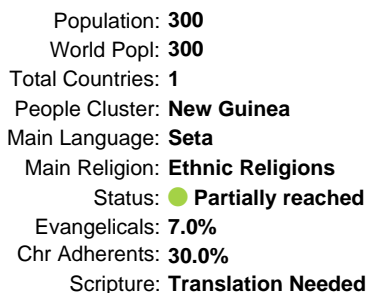 Population: 300
World Popl: 300
Total Countries: 1
People Cluster: New Guinea
Main Language: Seta
Main Religion: Ethnic Religions
Status: Partially reached
Evangelicals: 7.0%
Chr Adherents: 30.0%
Scripture: Translation Needed